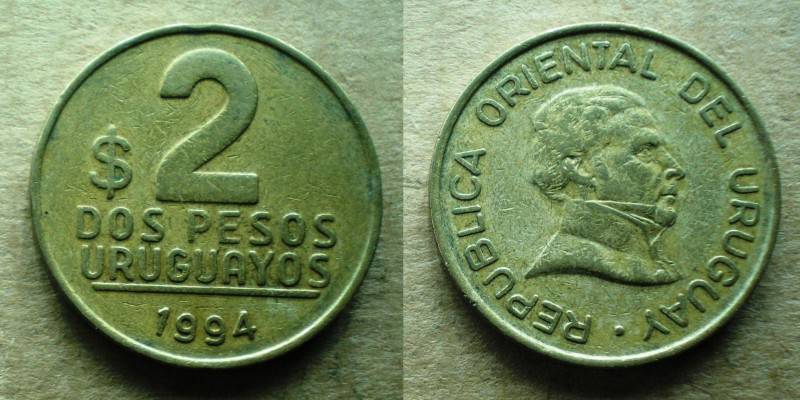 $ 2
DOS PESOS
URUGUAYOS
1994
REPUBLICA ORIENTAL DEL URUGUAY •